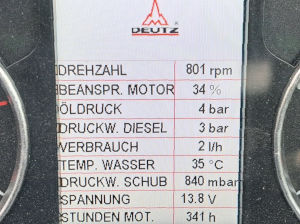 DEUTZ
DREHZAHL 801 rpm
BEANSPR. MOTOR 34 %
ÖLDRUCK 4 bar
DRUCKW. DIESEL 3 bar
VERBRAUCH 2 l/h
TEMP. WASSER 35 °C
DRUCKW. SCHUB 840 mbar
SPANNUNG 13.8 V
STUNDEN MOT. 341 h